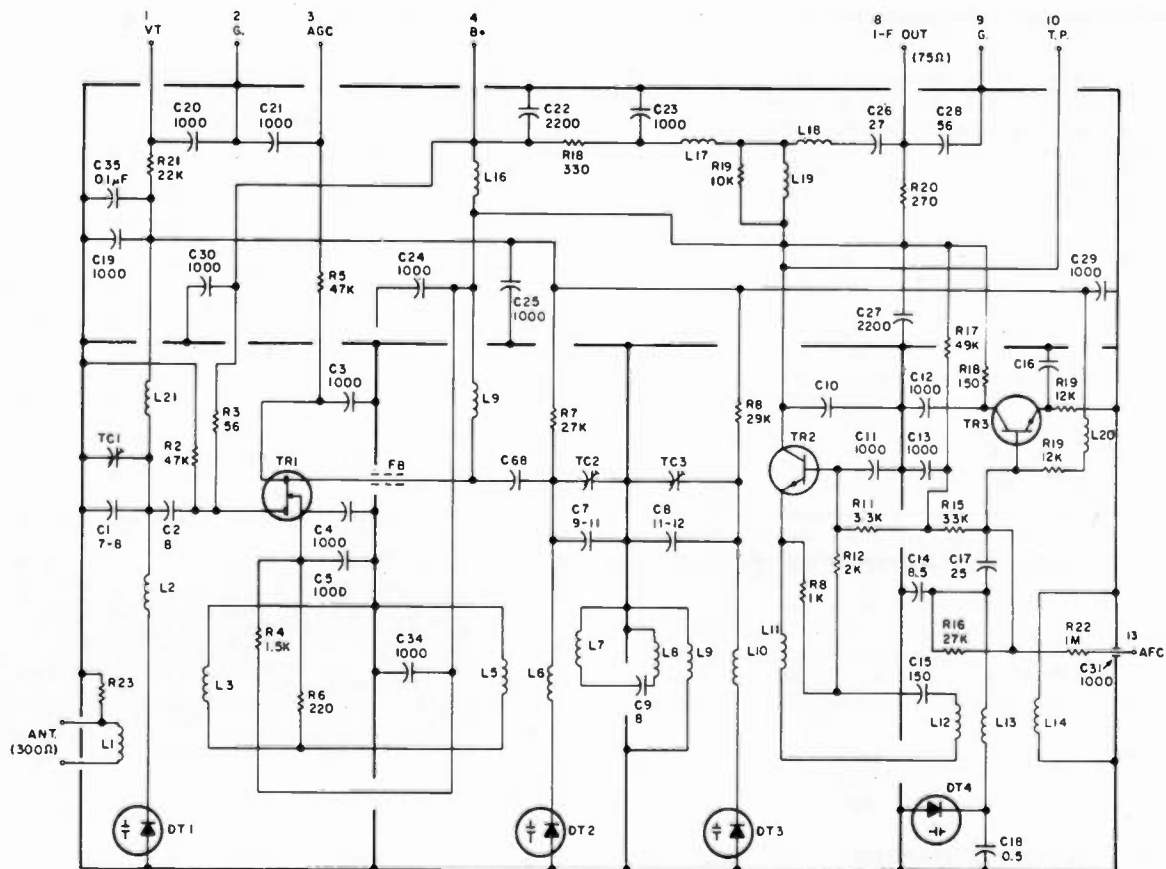 1
VT
2
G.
3
AGC
4
B+
8
I-F OUT
(75Ω)
9
G.
10
T.P.
C20
1000
C21
1000
C22
2200
C23
1000
L18
C26
27
C28
56
R21
22K
C35
0.1µF
R18
330
L17
R19
10K
L19
L16
R20
270
C19
1000
C30
1000
R5
47K
C24
1000
C25
1000
C29
1000
C27
2200
R17
49K
R18
150
C16
R19
12K
L21
R3
56
C3
1000
L9
R7
27K
R8
29K
C10
C12
1000
TR3
L20
TC1
R2
47K
TR1
FB
C68
TC2
TC3
TR2
C11
1000
C13
1000
R19
12K
C1
7-8
C2
8
C4
1000
C7
9-11
C8
11-12
R11
3.3K
R15
33K
C5
1000
R12
2K
C14
8.5
C17
25
L2
R8
1K
R4
1.5K
C34
1000
L7
L8
L9
L10
L11
R16
27K
R22
1M
13
AFC
C31
1000
L3
L5
L6
C9
8
C15
150
R23
R6
220
L12
L13
L14
ANT.
(300Ω)
L1
DT1
DT2
DT3
DT4
C18
0.5